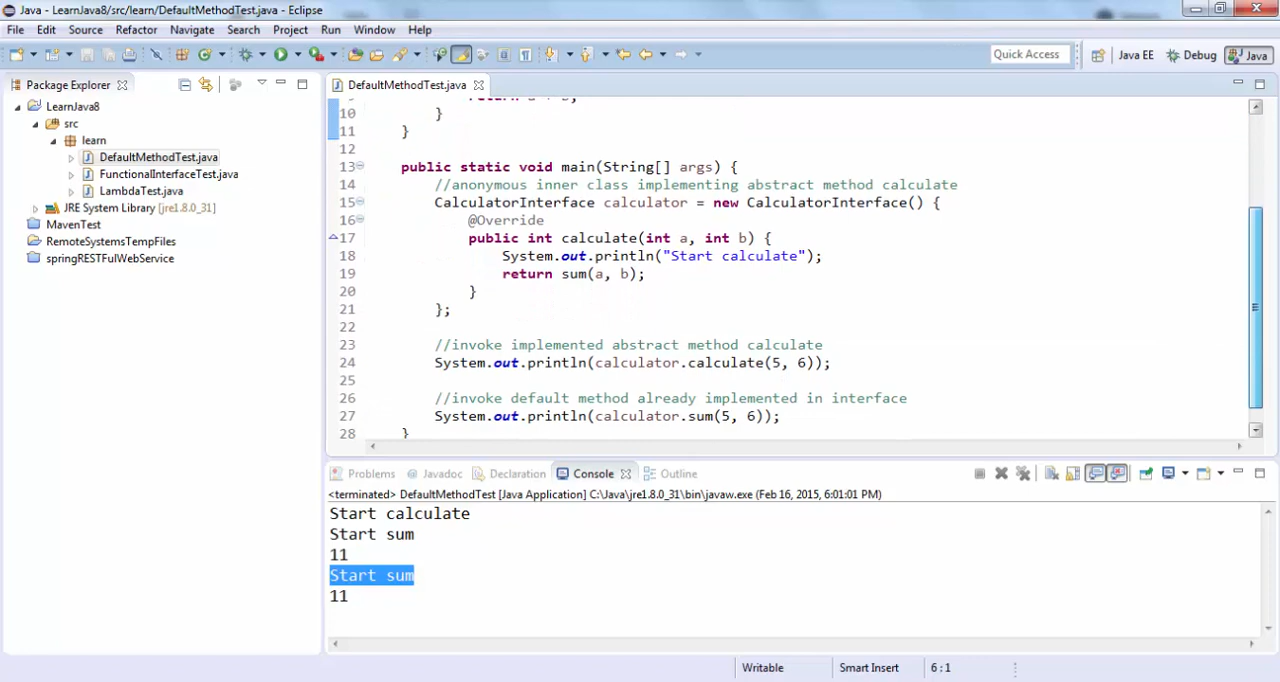 Java - LearnJava8/src/learn/DefaultMethodTest.java - Eclipse
File Edit Source Refactor Navigate Search Project Run Window Help
Quick Access Java EE Debug Java
Package Explorer
LearnJava8
src
learn
DefaultMethodTest.java
FunctionalInterfaceTest.java
LambdaTest.java
JRE System Library [jre1.8.0_31]
MavenTest
RemoteSystemsTempFiles
springRESTFulWebService
DefaultMethodTest.java
10 }
11 }
12
13 public static void main(String[] args) {
14 //anonymous inner class implementing abstract method calculate
15 CalculatorInterface calculator = new CalculatorInterface() {
16 @Override
17 public int calculate(int a, int b) {
18 System.out.println("Start calculate");
19 return sum(a, b);
20 }
21 };
22
23 //invoke implemented abstract method calculate
24 System.out.println(calculator.calculate(5, 6));
25
26 //invoke default method already implemented in interface
27 System.out.println(calculator.sum(5, 6));
28 }
Problems Javadoc Declaration Console Outline
<terminated> DefaultMethodTest [Java Application] C:\Java\jre1.8.0_31\bin\javaw.exe (Feb 16, 2015, 6:01:01 PM)
Start calculate
Start sum
11
Start sum
11
Writable Smart Insert 6 : 1